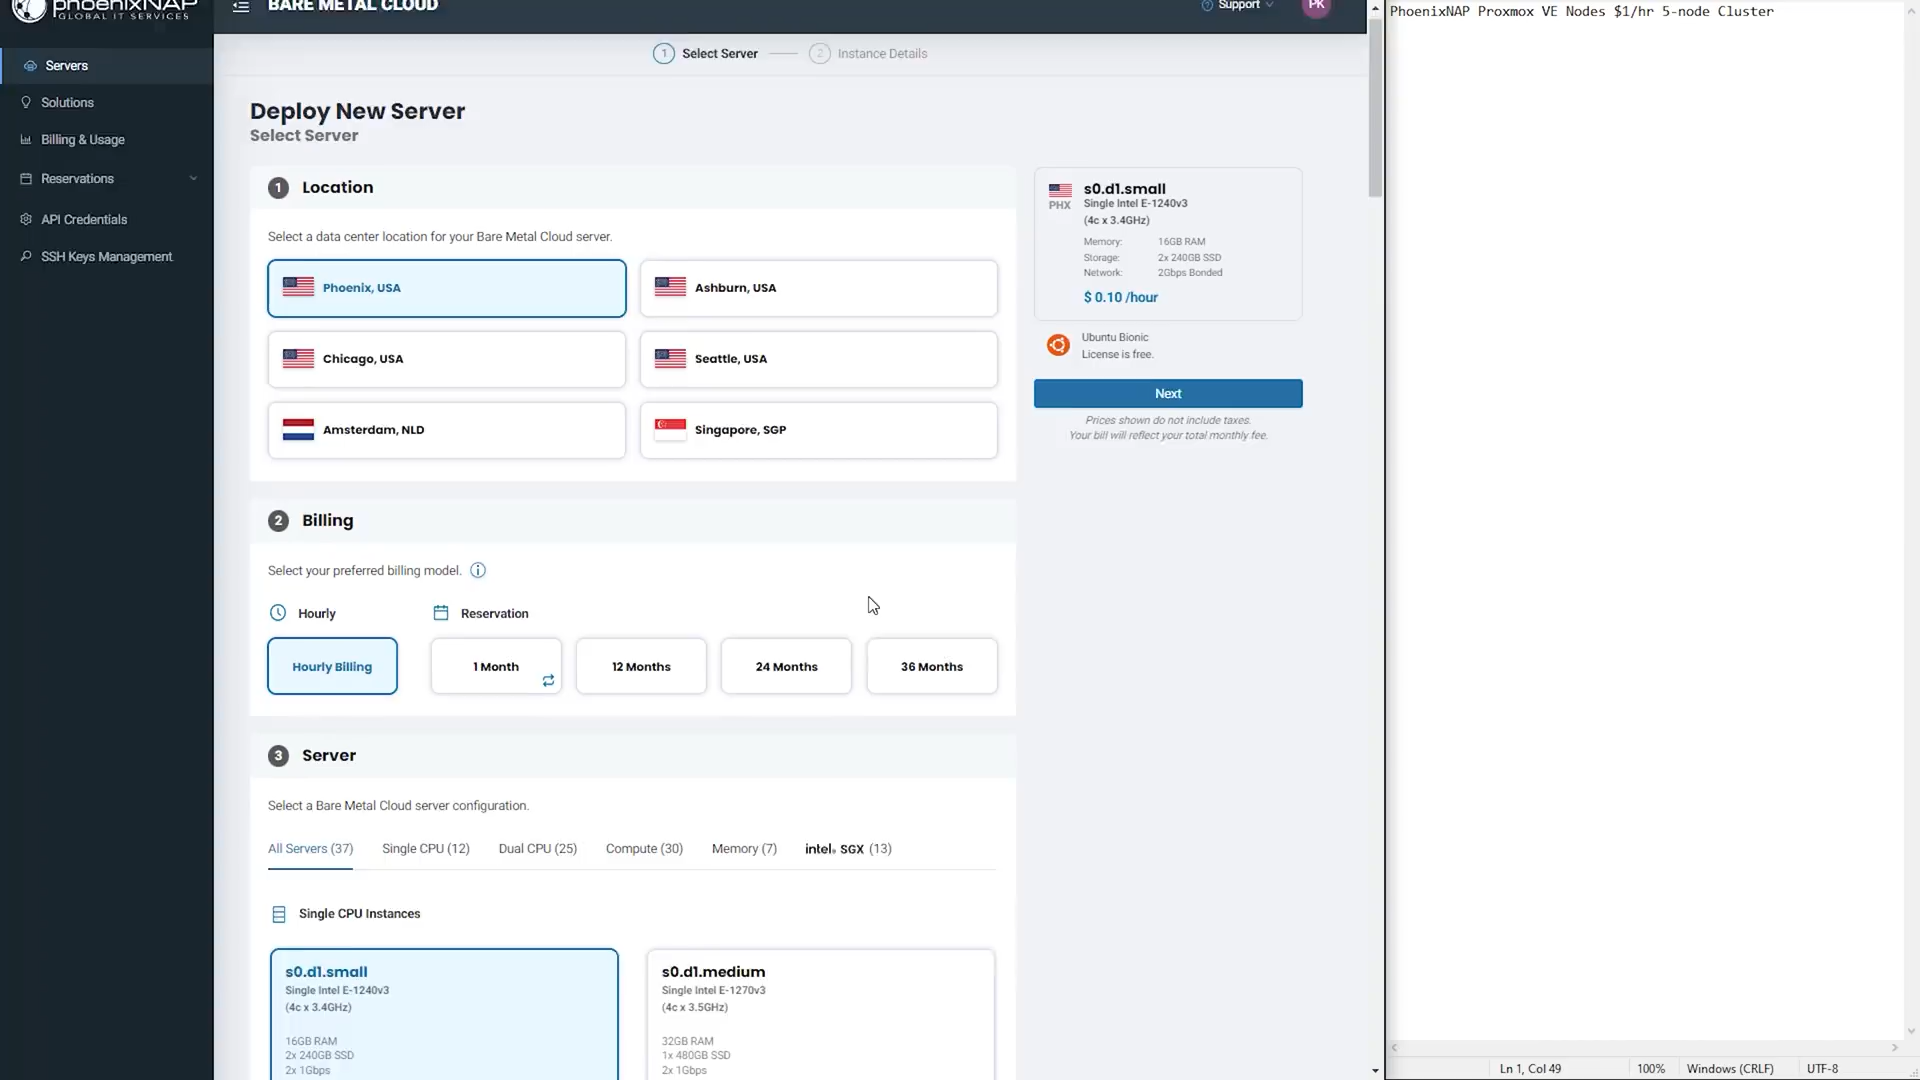 phoenixNAP
GLOBAL IT SERVICES
Servers
Solutions
Billing & Usage
Reservations
API Credentials
SSH Keys Management
BARE METAL CLOUD
Support
PK
1 Select Server
2 Instance Details
Deploy New Server
Select Server
1 Location
Select a data center location for your Bare Metal Cloud server.
Phoenix, USA
Ashburn, USA
Chicago, USA
Seattle, USA
Amsterdam, NLD
Singapore, SGP
2 Billing
Select your preferred billing model.
Hourly
Reservation
Hourly Billing
1 Month
12 Months
24 Months
36 Months
3 Server
Select a Bare Metal Cloud server configuration.
All Servers (37)
Single CPU (12)
Dual CPU (25)
Compute (30)
Memory (7)
intel. SGX (13)
Single CPU Instances
s0.d1.small
Single Intel E-1240v3
(4c x 3.4GHz)
16GB RAM
2x 240GB SSD
2x 1Gbps
s0.d1.medium
Single Intel E-1270v3
(4c x 3.5GHz)
32GB RAM
1x 480GB SSD
2x 1Gbps
PHX
s0.d1.small
Single Intel E-1240v3
(4c x 3.4GHz)
Memory: 16GB RAM
Storage: 2x 240GB SSD
Network: 2Gbps Bonded
$ 0.10 /hour
Ubuntu Bionic
License is free.
Next
Prices shown do not include taxes.
Your bill will reflect your total monthly fee.
PhoenixNAP Proxmox VE Nodes $1/hr 5-node Cluster
Ln 1, Col 49
100%
Windows (CRLF)
UTF-8